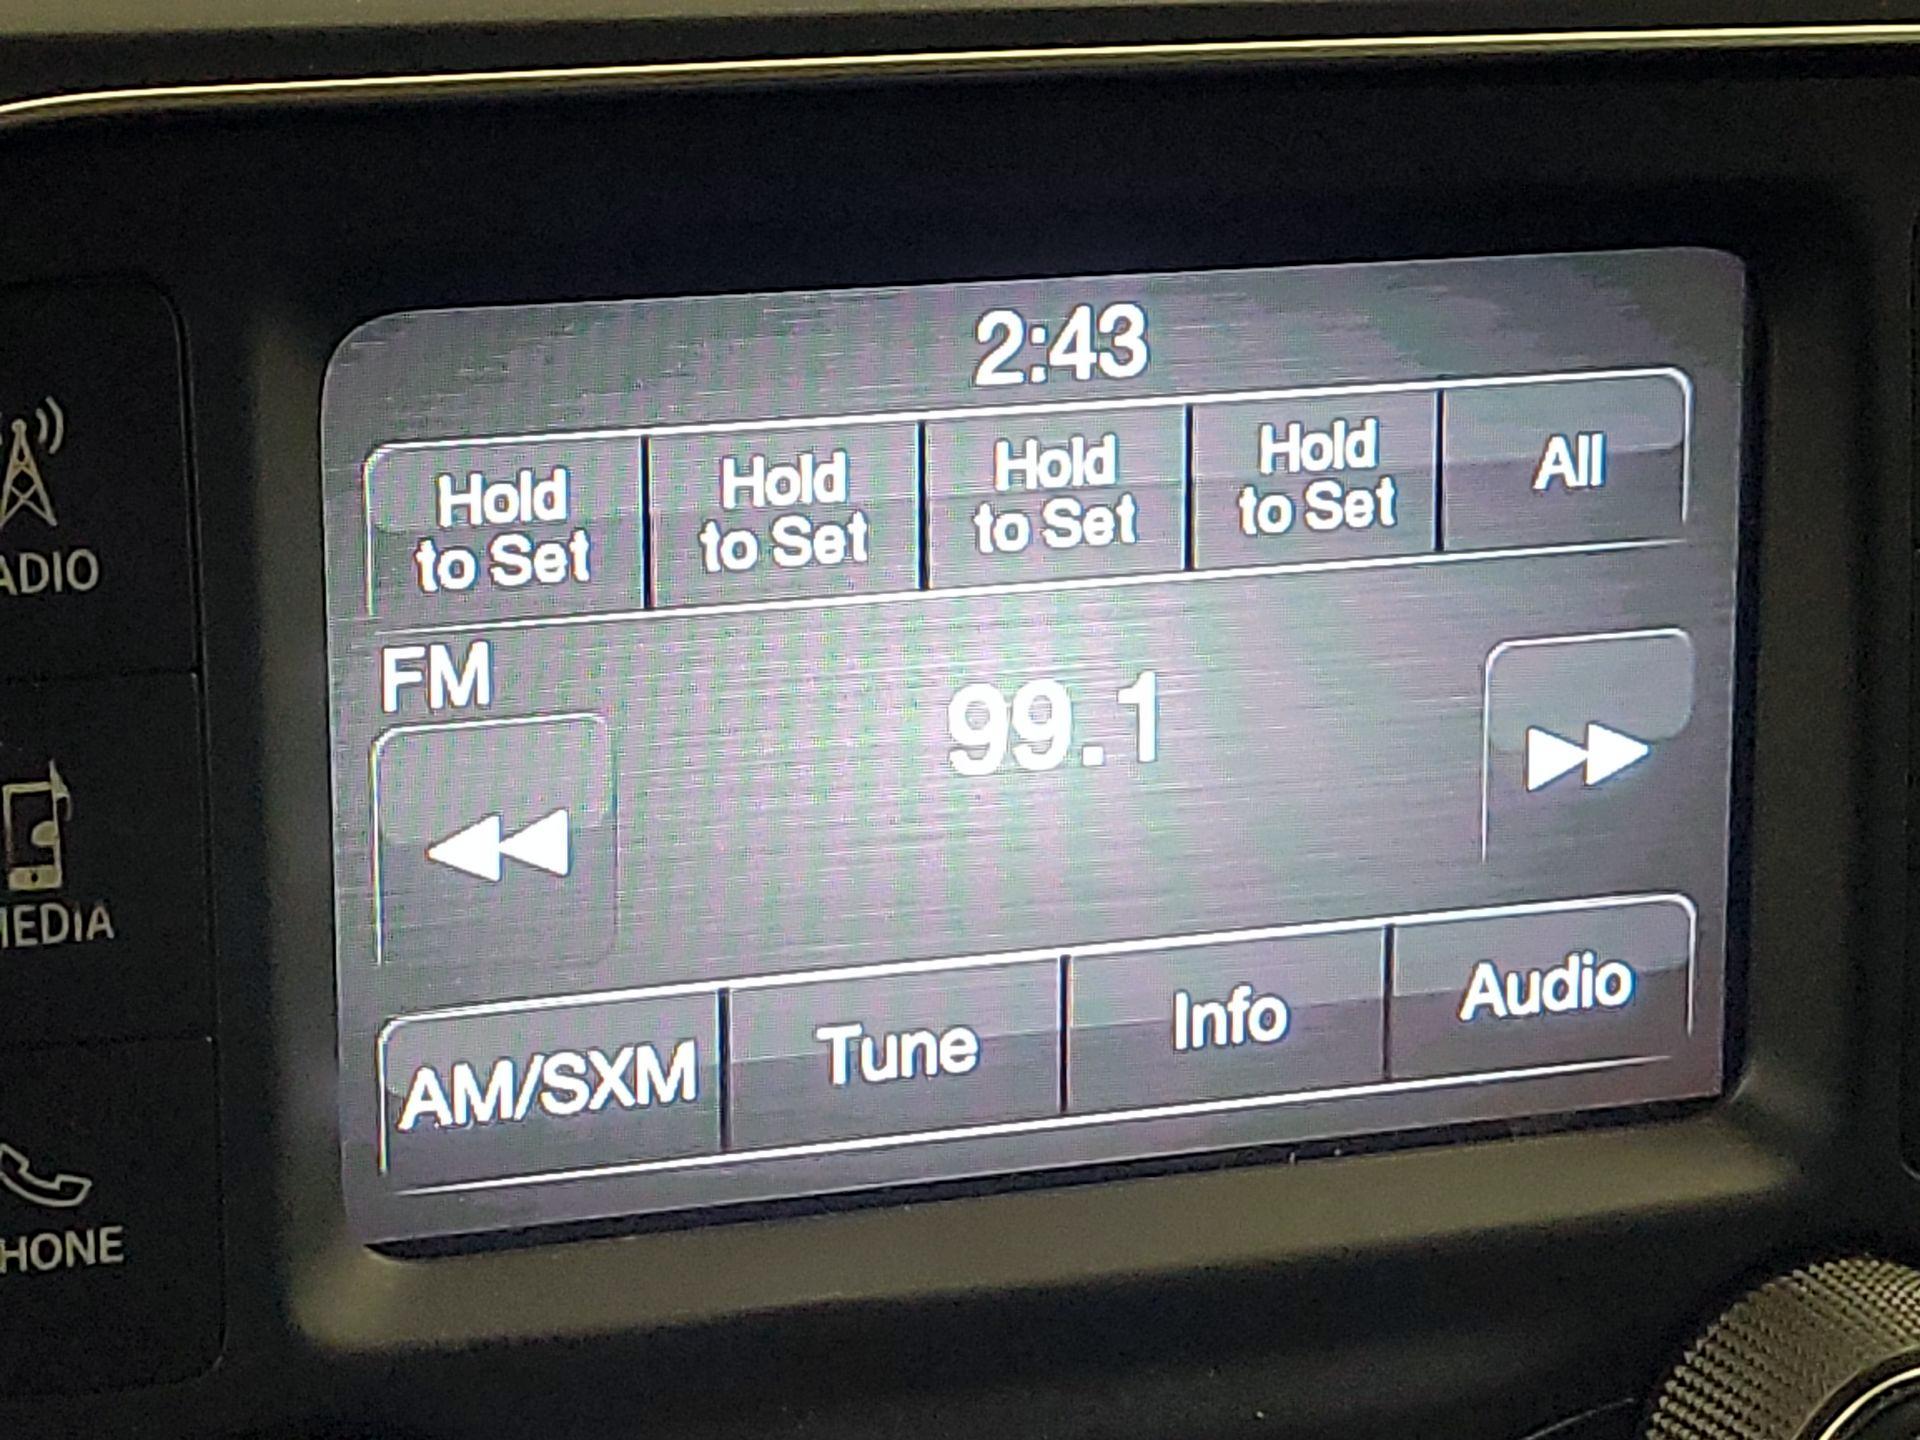 2:43
Hold
to Set
Hold
to Set
Hold
to Set
Hold
to Set
All
FM
99.1
AM/SXM
Tune
Info
Audio
ADIO
MEDIA
HONE